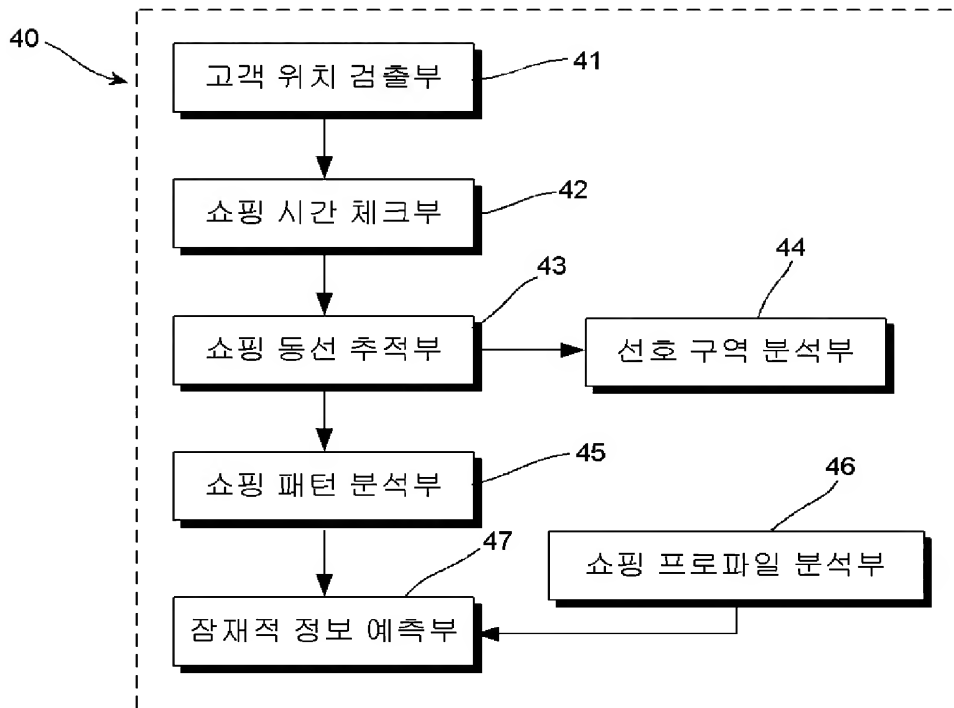 40
고객 위치 검출부
41
쇼핑 시간 체크부
42
쇼핑 동선 추적부
43
선호 구역 분석부
44
쇼핑 패턴 분석부
45
쇼핑 프로파일 분석부
46
잠재적 정보 예측부
47